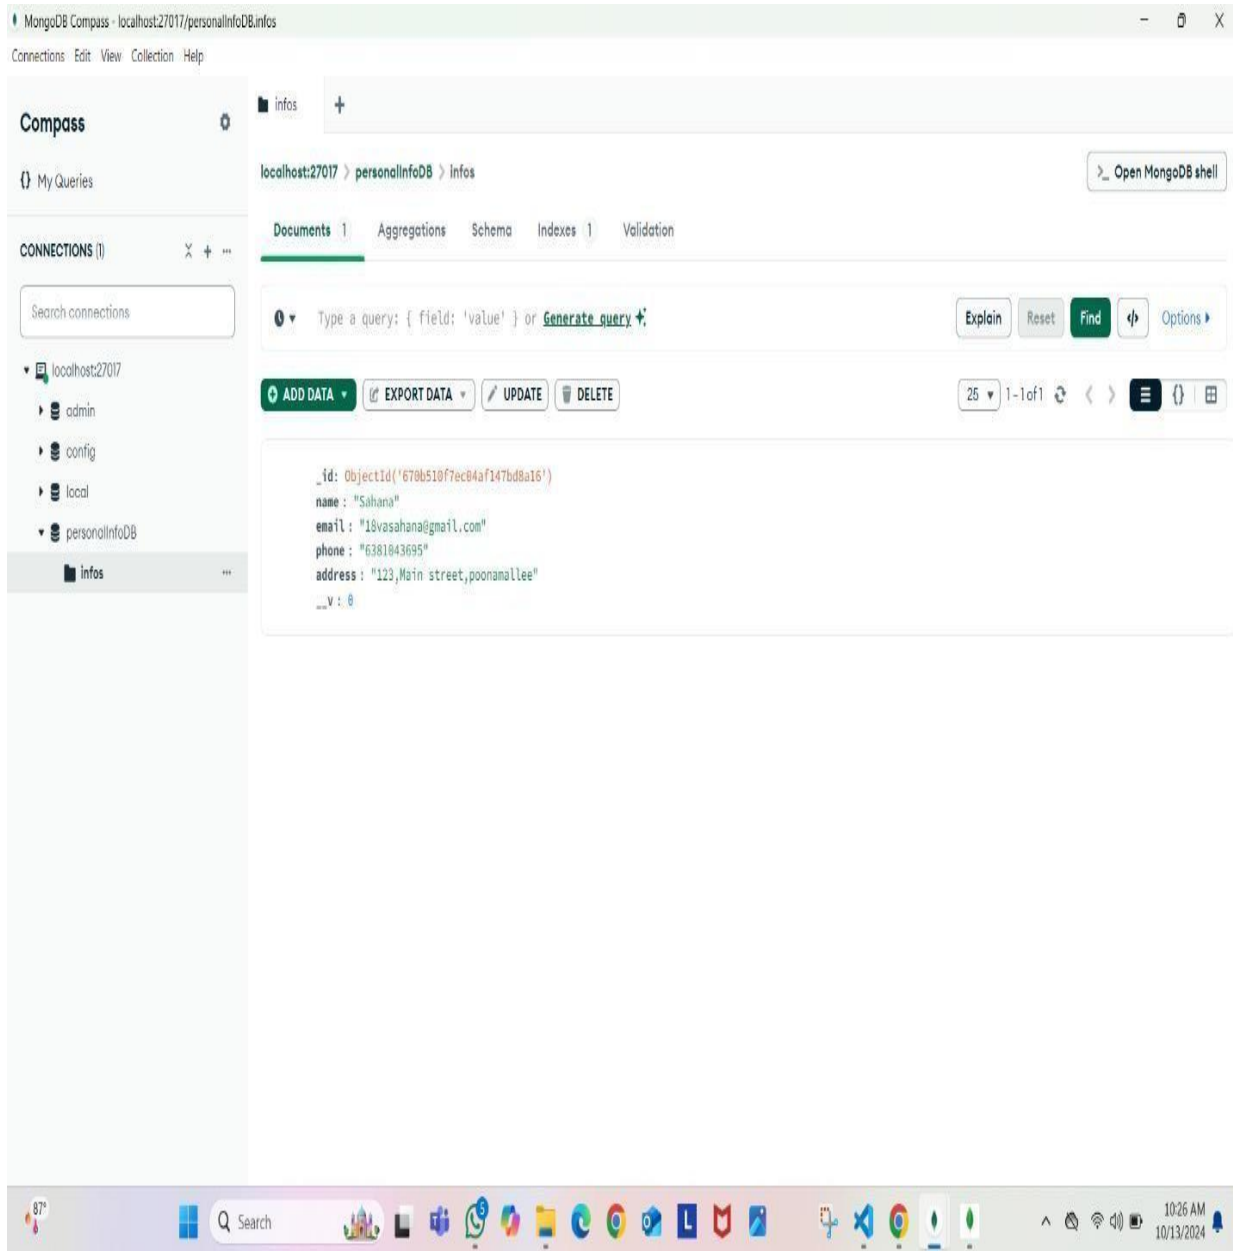 MongoDB Compass - localhost:27017/personalInfoDB.infos
Connections Edit View Collection Help
Compass
{} My Queries
CONNECTIONS (1)
Search connections
localhost:27017
admin
config
local
personalInfoDB
infos
infos
localhost:27017 > personalInfoDB > infos
>_ Open MongoDB shell
Documents 1 Aggregations Schema Indexes 1 Validation
Type a query: { field: 'value' } or Generate query
Explain Reset Find </> Options
ADD DATA EXPORT DATA UPDATE DELETE
25 1-1 of 1 {}
_id: ObjectId('670b510f7ec04af147bd8a16')
name : "Sahana"
email : "18vasahana@gmail.com"
phone : "6381043695"
address : "123,Main street,poonamallee"
__v : 0
87°
Search
L
5
10:26 AM
10/13/2024